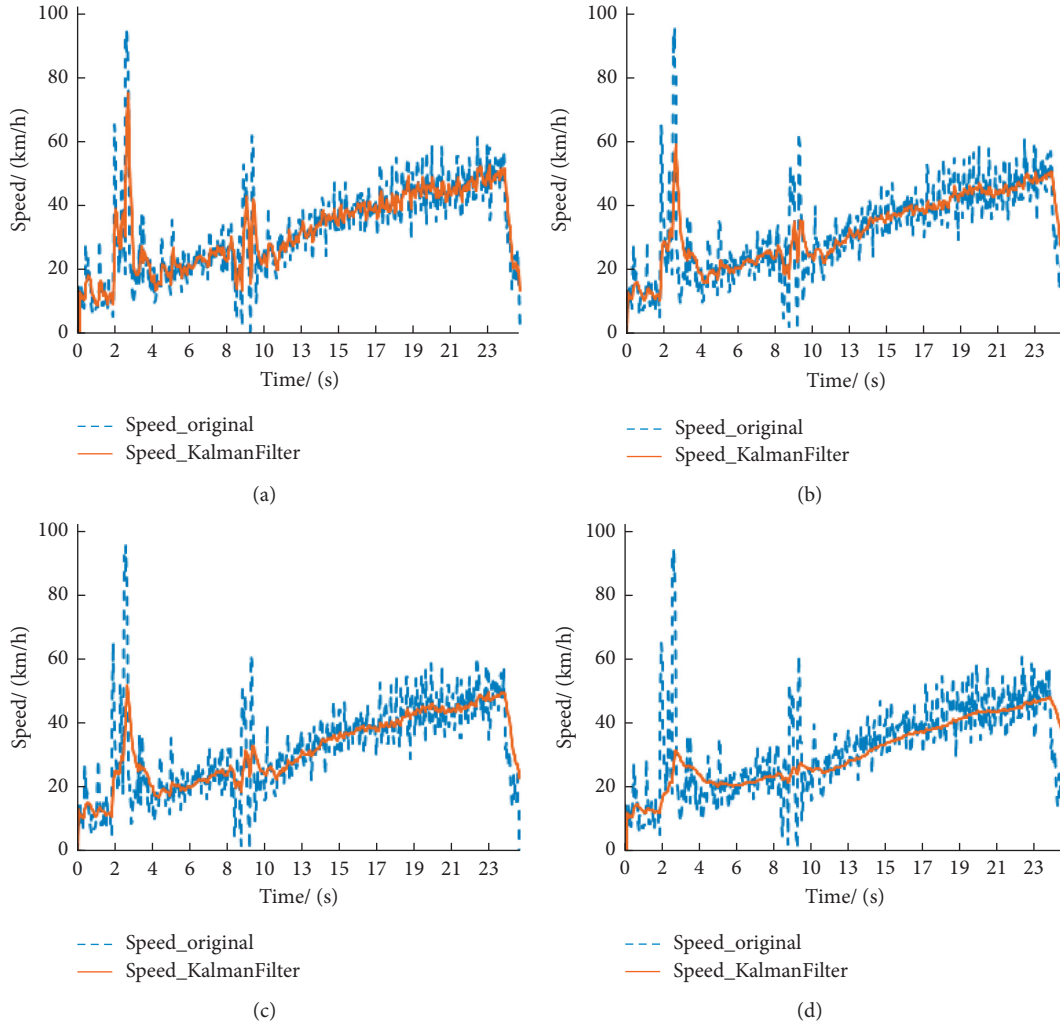 100
80
60
40
20
0
Speed/ (km/h)
0 2 4 6 8 10 13 15 17 19 21 23
Time/ (s)
Speed_original
Speed_KalmanFilter
(a)
100
80
60
40
20
0
Speed/ (km/h)
0 2 4 6 8 10 13 15 17 19 21 23
Time/ (s)
Speed_original
Speed_KalmanFilter
(b)
100
80
60
40
20
0
Speed/ (km/h)
0 2 4 6 8 10 13 15 17 19 21 23
Time/ (s)
Speed_original
Speed_KalmanFilter
(c)
100
80
60
40
20
0
Speed/ (km/h)
0 2 4 6 8 10 13 15 17 19 21 23
Time/ (s)
Speed_original
Speed_KalmanFilter
(d)